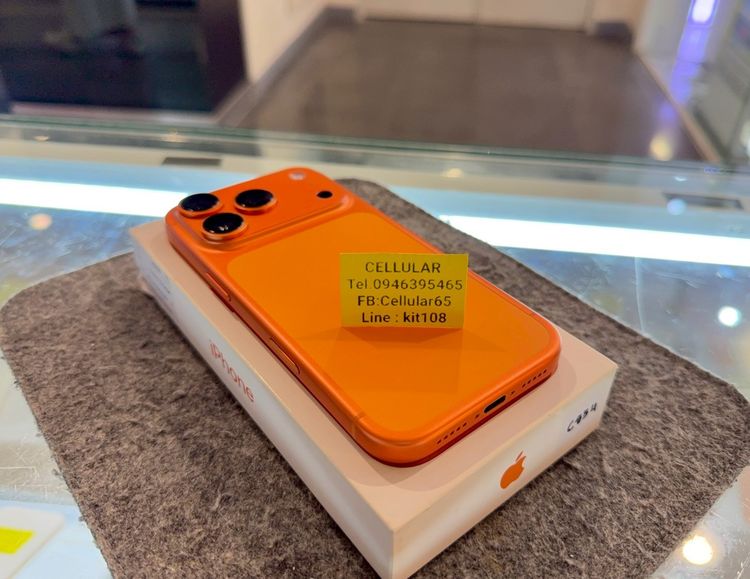 CELLULAR
Tel.0946395465
FB:Cellular65
Line : kit108
iPhone